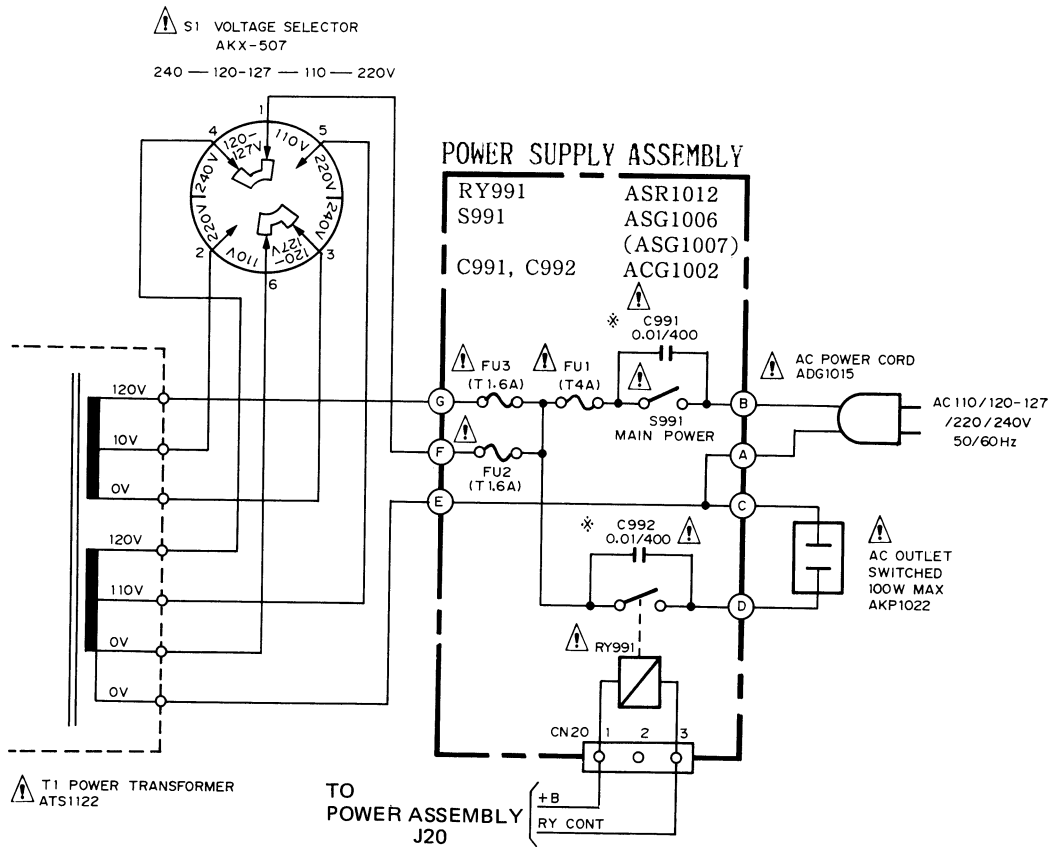 S1 VOLTAGE SELECTOR
AKX-507
240 — 120-127 — 110 — 220V
1
4
5
120-
127V
110V
220V
240V
240V
220V
110V
120-
127V
2
3
6
POWER SUPPLY ASSEMBLY
RY991 ASR1012
S991 ASG1006
(ASG1007)
C991, C992 ACG1002
※ C991
0.01/400
FU3
(T1.6A)
FU1
(T4A)
S991
MAIN POWER
AC POWER CORD
ADG1015
AC 110/120-127
/220/240V
50/60Hz
G
B
F
A
FU2
(T1.6A)
E
C
※ C992
0.01/400
D
AC OUTLET
SWITCHED
100W MAX
AKP1022
RY991
CN20 1 2 3
120V
10V
0V
120V
110V
0V
0V
T1 POWER TRANSFORMER
ATS1122
TO
POWER ASSEMBLY
J20
+B
RY CONT